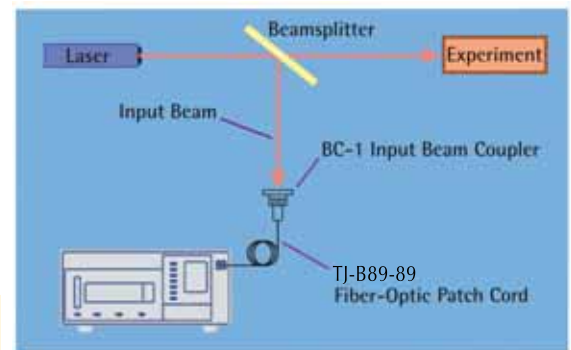 Beamsplitter
Laser
Experiment
Input Beam
BC-1 Input Beam Coupler
TJ-B89-89
Fiber-Optic Patch Cord